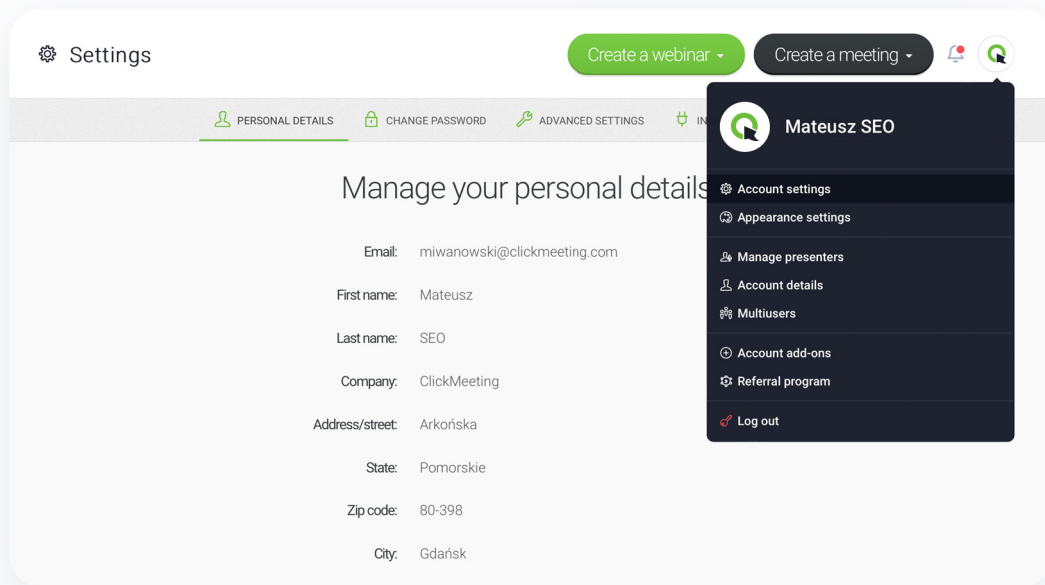 Settings
Create a webinar
Create a meeting
PERSONAL DETAILS
CHANGE PASSWORD
ADVANCED SETTINGS
Mateusz SEO
Account settings
Appearance settings
Manage presenters
Account details
Multiusers
Account add-ons
Referral program
Log out
Manage your personal details
Email: miwanowski@clickmeeting.com
First name: Mateusz
Last name: SEO
Company: ClickMeeting
Address/street: Arkońska
State: Pomorskie
Zip code: 80-398
City: Gdańsk